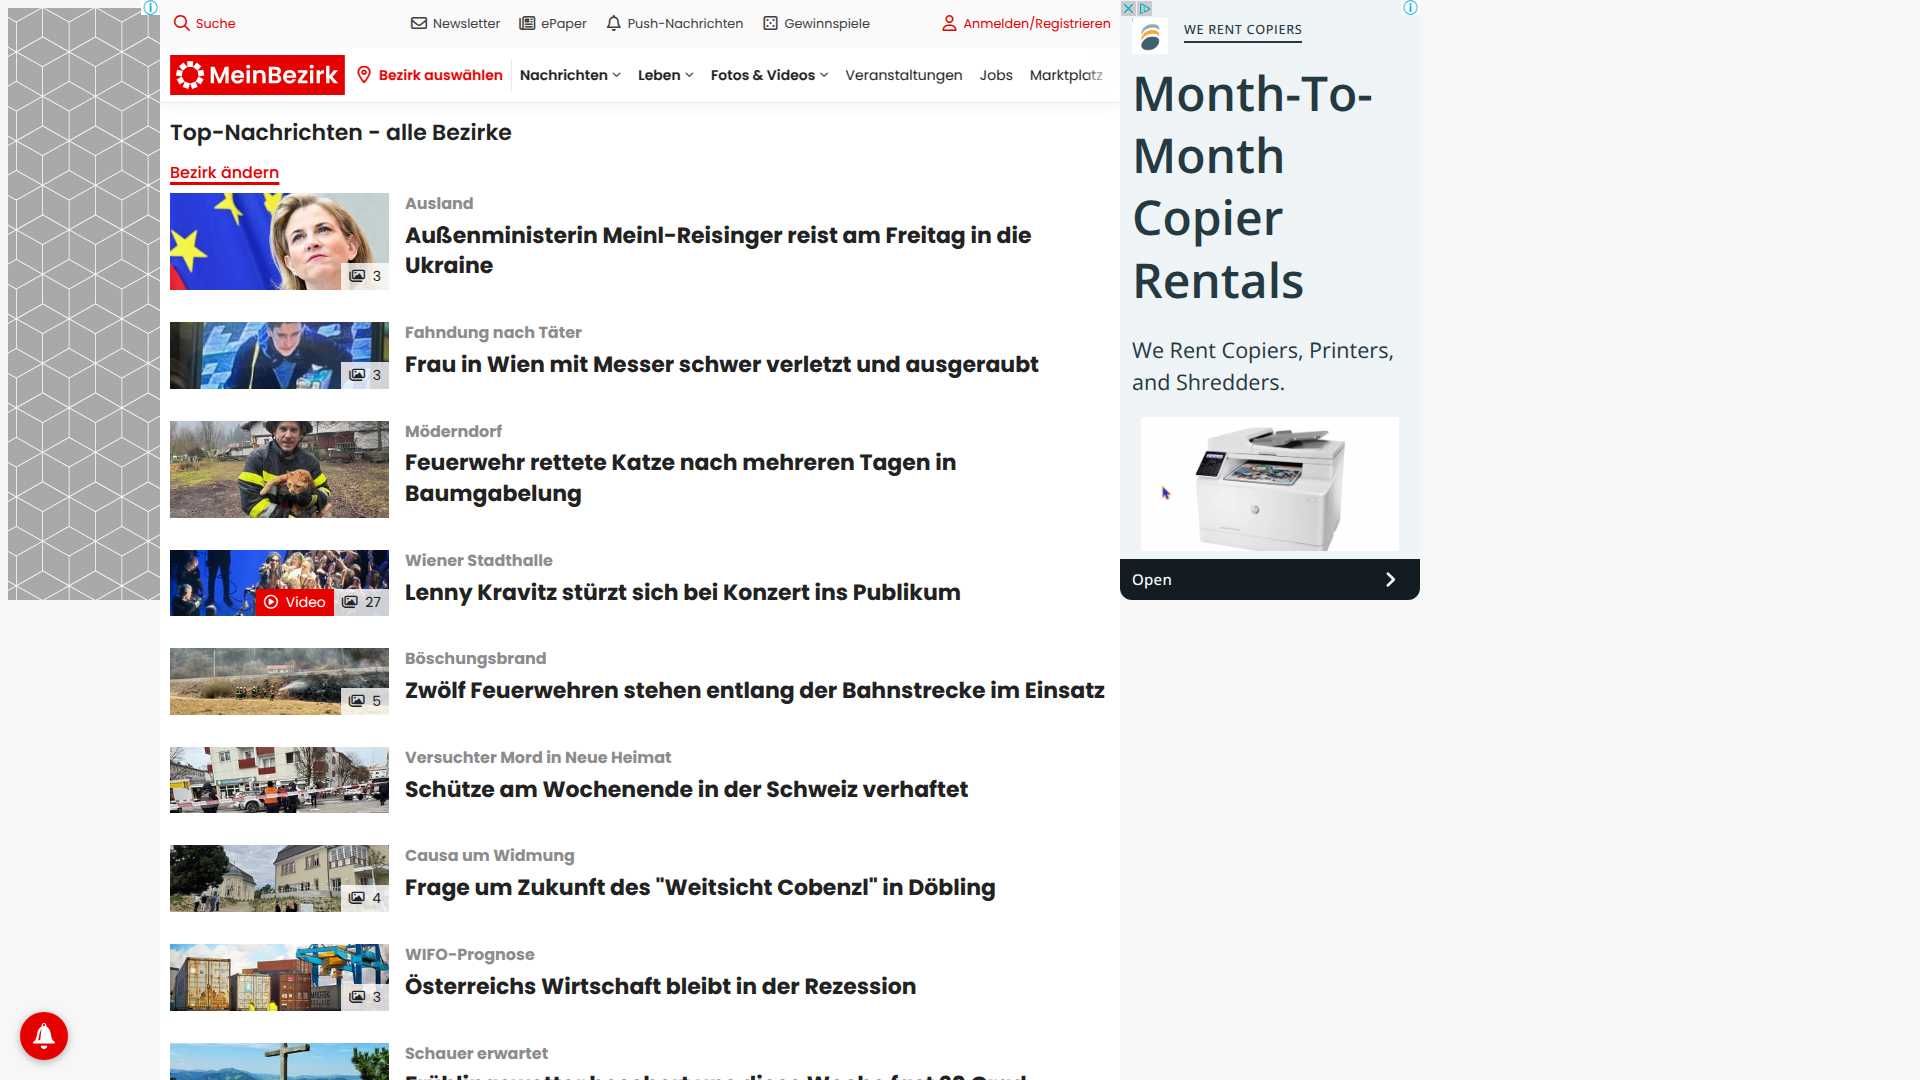 Suche
Newsletter
ePaper
Push-Nachrichten
Gewinnspiele
Anmelden/Registrieren
MeinBezirk
Bezirk auswählen
Nachrichten
Leben
Fotos & Videos
Veranstaltungen
Jobs
Marktplatz
Top-Nachrichten - alle Bezirke
Bezirk ändern
3
Ausland
Außenministerin Meinl-Reisinger reist am Freitag in die
Ukraine
3
Fahndung nach Täter
Frau in Wien mit Messer schwer verletzt und ausgeraubt
Möderndorf
Feuerwehr rettete Katze nach mehreren Tagen in
Baumgabelung
Video
27
Wiener Stadthalle
Lenny Kravitz stürzt sich bei Konzert ins Publikum
5
Böschungsbrand
Zwölf Feuerwehren stehen entlang der Bahnstrecke im Einsatz
Versuchter Mord in Neue Heimat
Schütze am Wochenende in der Schweiz verhaftet
4
Causa um Widmung
Frage um Zukunft des "Weitsicht Cobenzl" in Döbling
3
WIFO-Prognose
Österreichs Wirtschaft bleibt in der Rezession
Schauer erwartet
WE RENT COPIERS
Month-To-
Month
Copier
Rentals
We Rent Copiers, Printers,
and Shredders.
Open